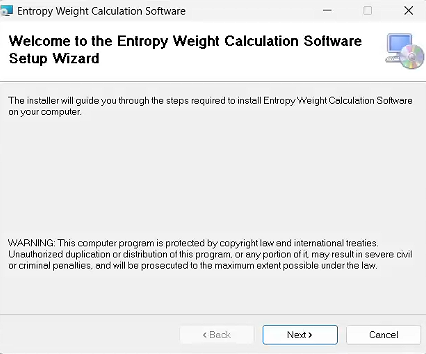 Entropy Weight Calculation Software
Welcome to the Entropy Weight Calculation Software
Setup Wizard
The installer will guide you through the steps required to install Entropy Weight Calculation Software
on your computer.
WARNING: This computer program is protected by copyright law and international treaties.
Unauthorized duplication or distribution of this program, or any portion of it, may result in severe civil
or criminal penalties, and will be prosecuted to the maximum extent possible under the law.
< Back
Next >
Cancel